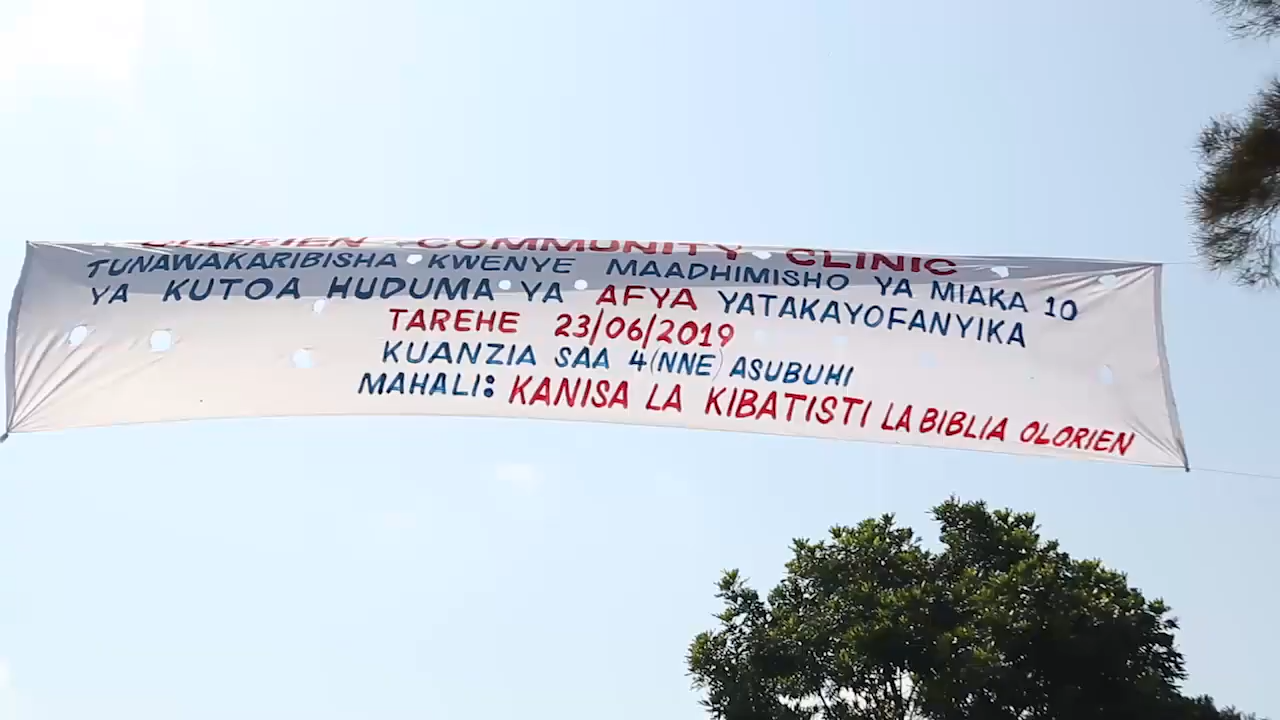 OLORIEN COMMUNITY CLINIC
TUNAWAKARIBISHA KWENYE MAADHIMISHO YA MIAKA 10
YA KUTOA HUDUMA YA AFYA YATAKAYOFANYIKA
TAREHE 23/06/2019
KUANZIA SAA 4(NNE) ASUBUHI
MAHALI: KANISA LA KIBATISTI LA BIBLIA OLORIEN